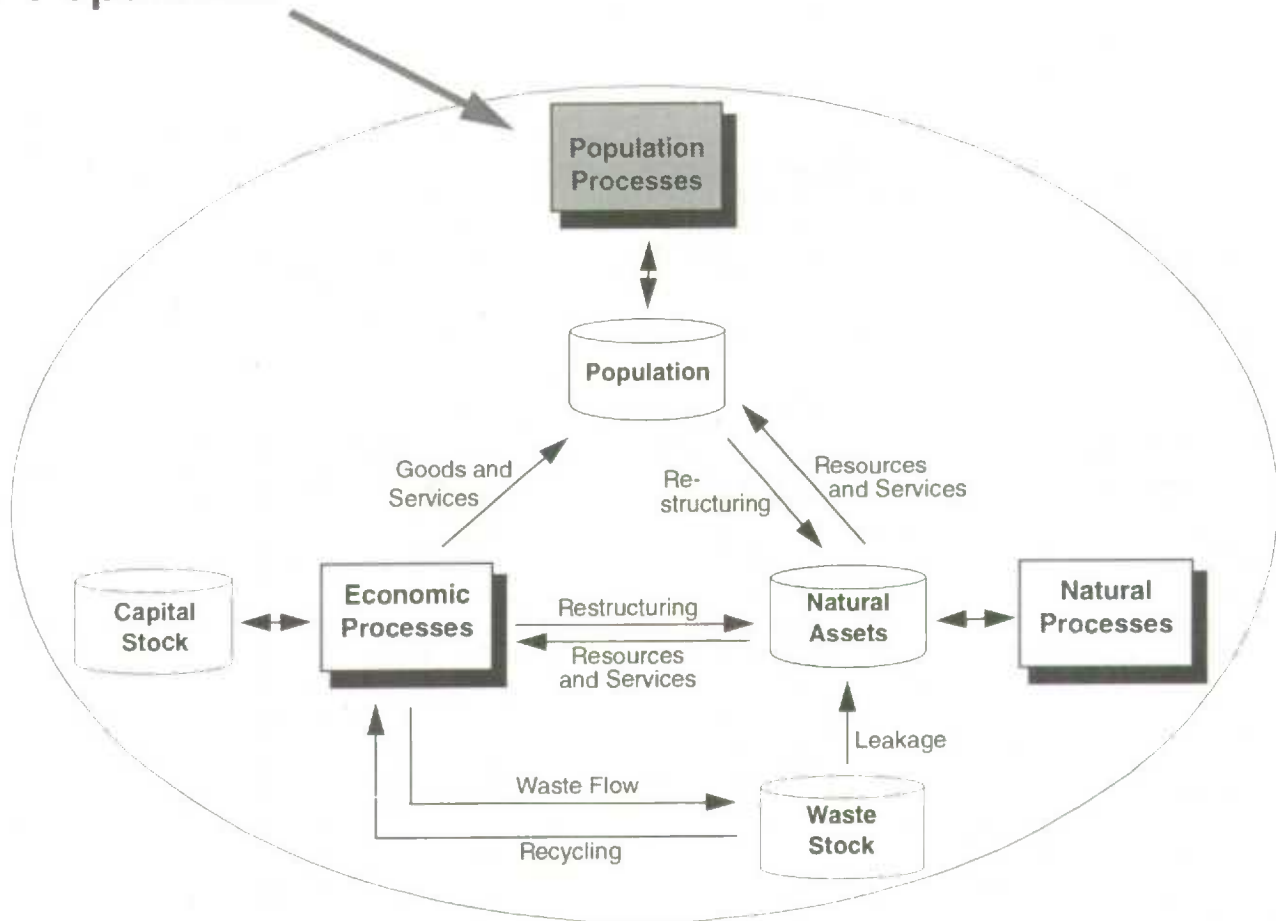 Population
Processes
Population
Goods and
Services
Re-
structuring
Resources
and Services
Capital
Stock
Economic
Processes
Restructuring
Resources
and Services
Natural
Assets
Natural
Processes
Leakage
Waste Flow
Waste
Stock
Recycling